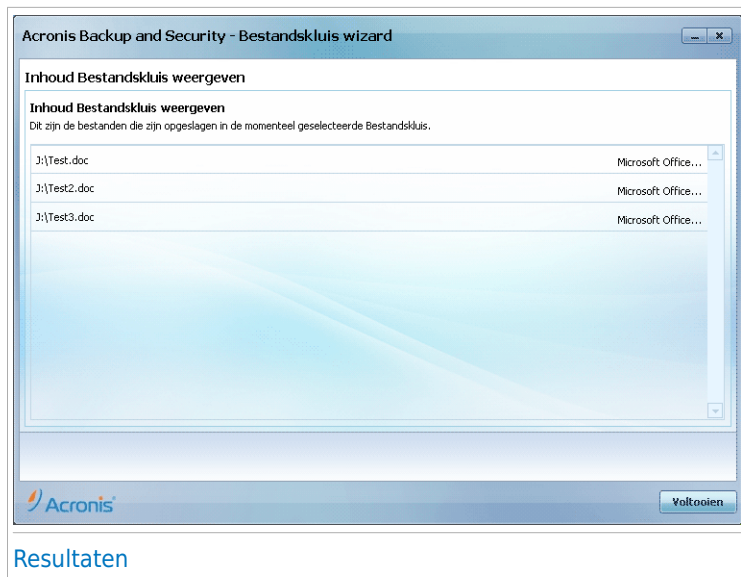 Acronis Backup and Security - Bestandskluis wizard
Inhoud Bestandskluis weergeven
Inhoud Bestandskluis weergeven
Dit zijn de bestanden die zijn opgeslagen in de momenteel geselecteerde Bestandskluis.
J:\Test.doc Microsoft Office...
J:\Test2.doc Microsoft Office...
J:\Test3.doc Microsoft Office...
Acronis
Voltooien
Resultaten